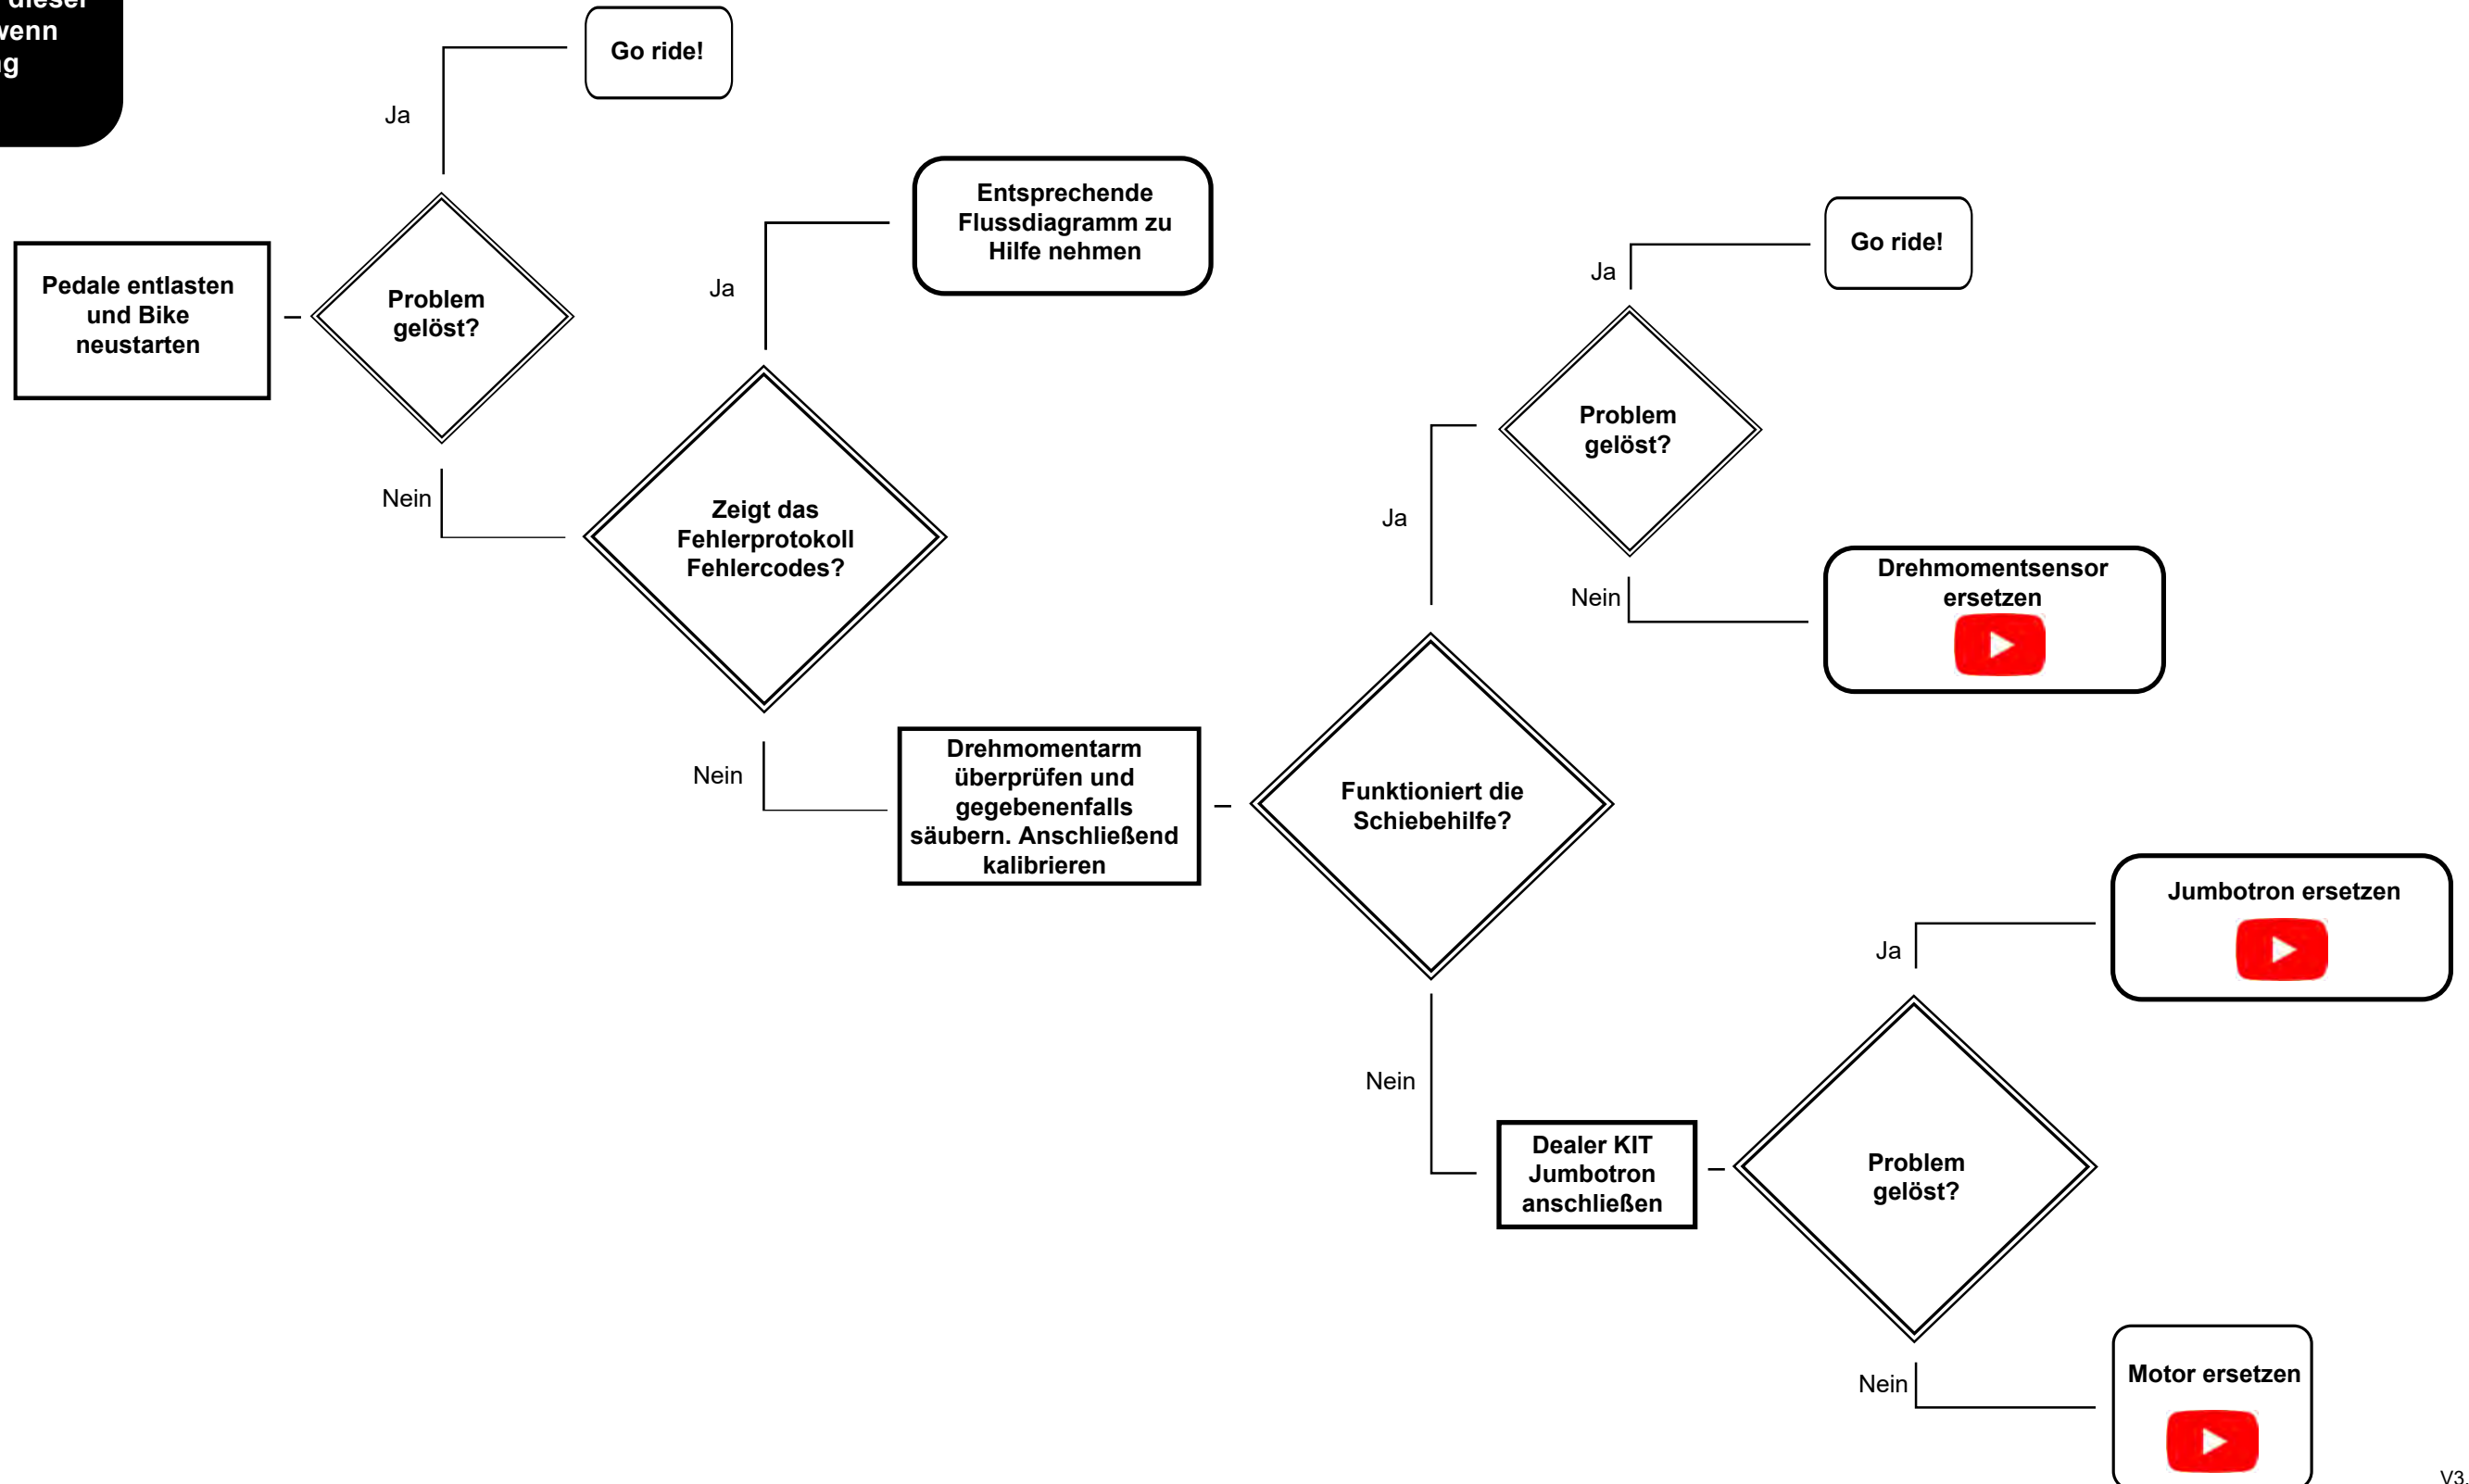 dieser
wenn
Go ride!
Ja
Pedale entlasten
und Bike
neustarten
Problem
gelöst?
Nein
Entsprechende
Flussdiagramm zu
Hilfe nehmen
Ja
Zeigt das
Fehlerprotokoll
Fehlercodes?
Nein
Drehmomentarm
überprüfen und
gegebenenfalls
säubern. Anschließend
kalibrieren
Funktioniert die
Schiebehilfe?
Ja
Problem
gelöst?
Ja
Go ride!
Nein
Drehmomentsensor
ersetzen
Nein
Dealer KIT
Jumbotron
anschließen
Problem
gelöst?
Ja
Jumbotron ersetzen
Nein
Motor ersetzen
V3.